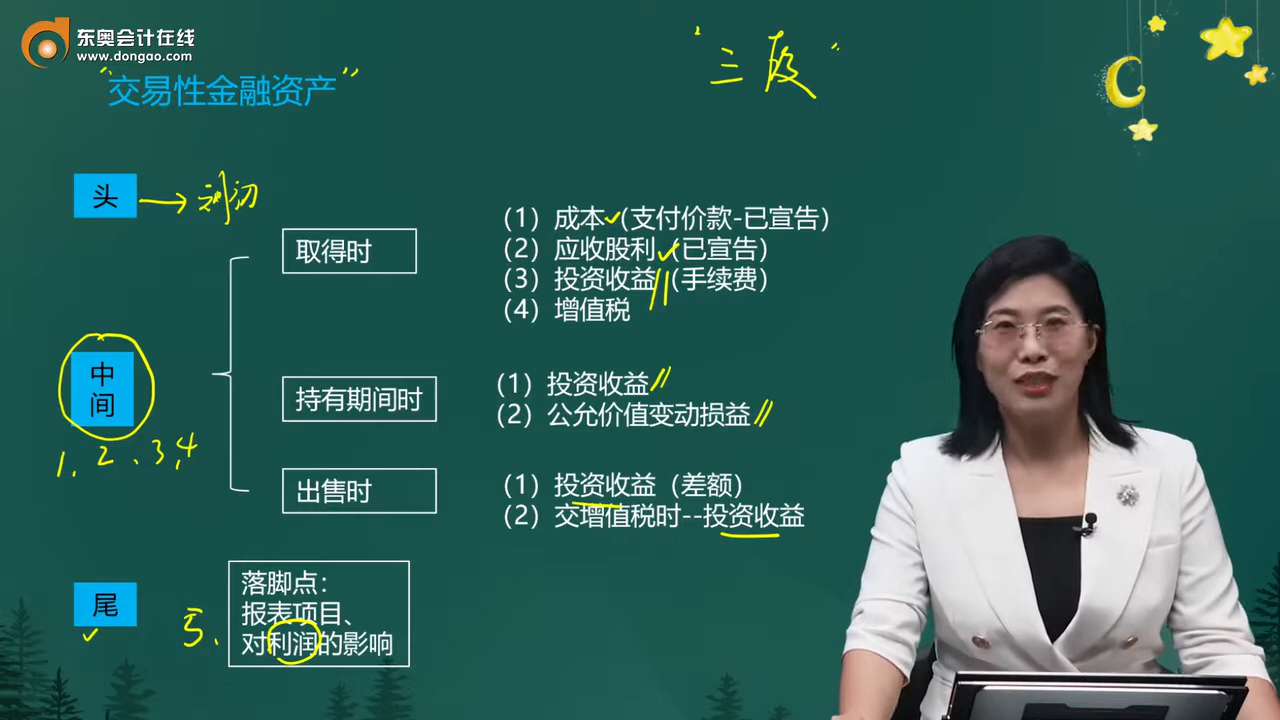 东奥会计在线
www.dongao.com
“三段”
“交易性金融资产”
头
取得时
(1)成本(支付价款-已宣告)
(2)应收股利(已宣告)
(3)投资收益(手续费)
(4)增值税
中
间
1、2、3、4
持有期间时
(1)投资收益
(2)公允价值变动损益
出售时
(1)投资收益(差额)
(2)交增值税时--投资收益
尾
落脚点:
报表项目、
对利润的影响